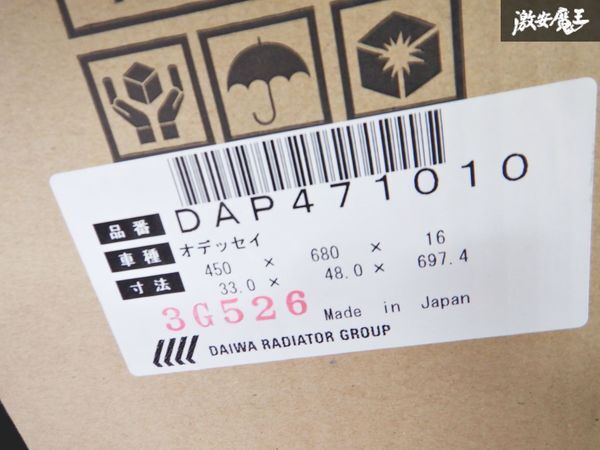 激安魔王
品番 DAP471010
車種 オデッセイ
寸法 450 × 680 × 16
33.0 × 48.0 × 697.4
3G526 Made in Japan
DAIWA RADIATOR GROUP